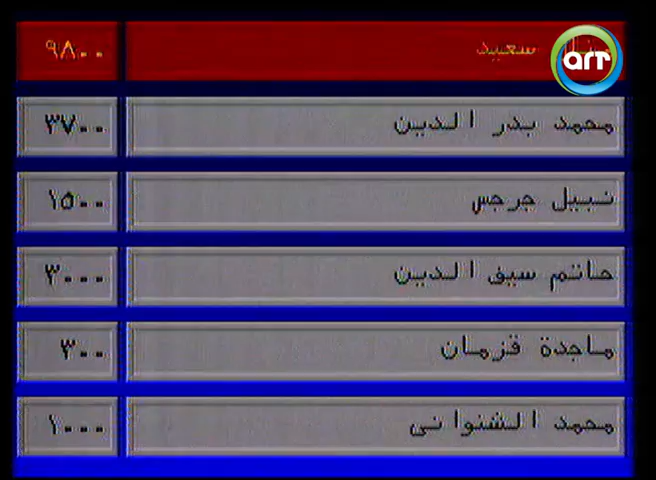 سعيد ٩٨٠٠
محمد بدر الدين ٣٧٠٠
نبيل جرجس ١٥٠٠
حاتم سيف الدين ٣٠٠٠
ماجدة قزمان ٣٠٠
محمد الشنوانى ١٠٠٠
art